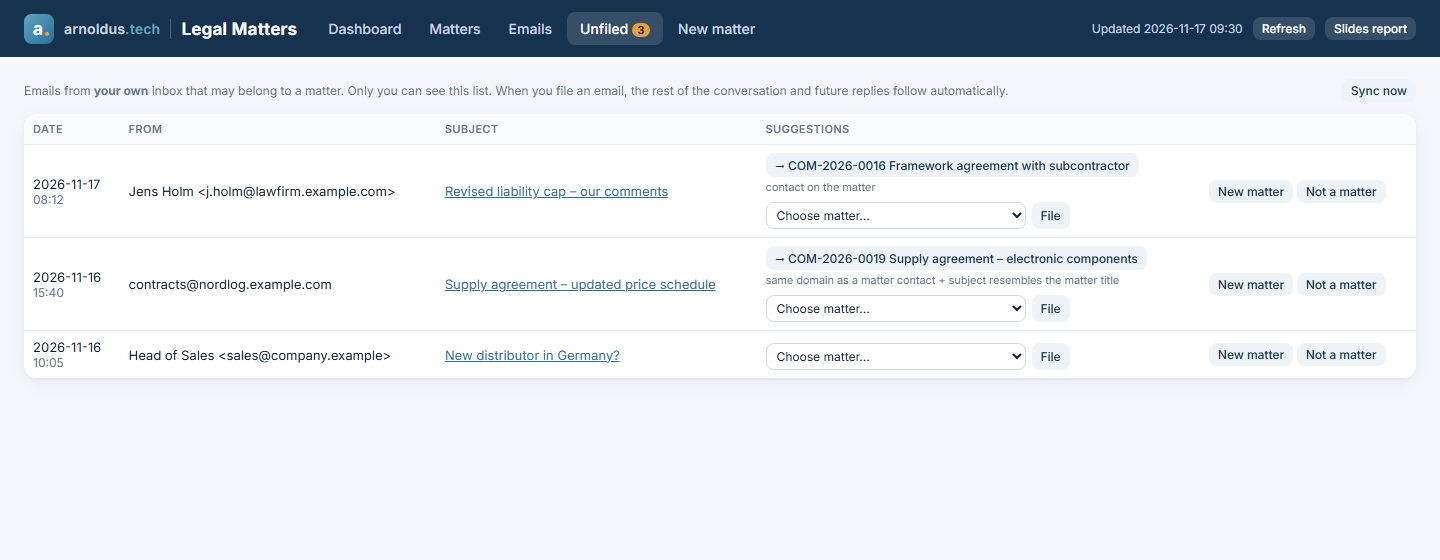 a. arnoldus.tech Legal Matters Dashboard Matters Emails Unfiled 3 New matter Updated 2026-11-17 09:30 Refresh Slides report
Emails from your own inbox that may belong to a matter. Only you can see this list. When you file an email, the rest of the conversation and future replies follow automatically. Sync now
DATE FROM SUBJECT SUGGESTIONS
→ COM-2026-0016 Framework agreement with subcontractor
2026-11-17
08:12
Jens Holm <j.holm@lawfirm.example.com> Revised liability cap – our comments
contact on the matter
New matter Not a matter
Choose matter... File
→ COM-2026-0019 Supply agreement – electronic components
2026-11-16
15:40
contracts@nordlog.example.com Supply agreement – updated price schedule
same domain as a matter contact + subject resembles the matter title
New matter Not a matter
Choose matter... File
2026-11-16
10:05
Head of Sales <sales@company.example> New distributor in Germany? Choose matter... File New matter Not a matter